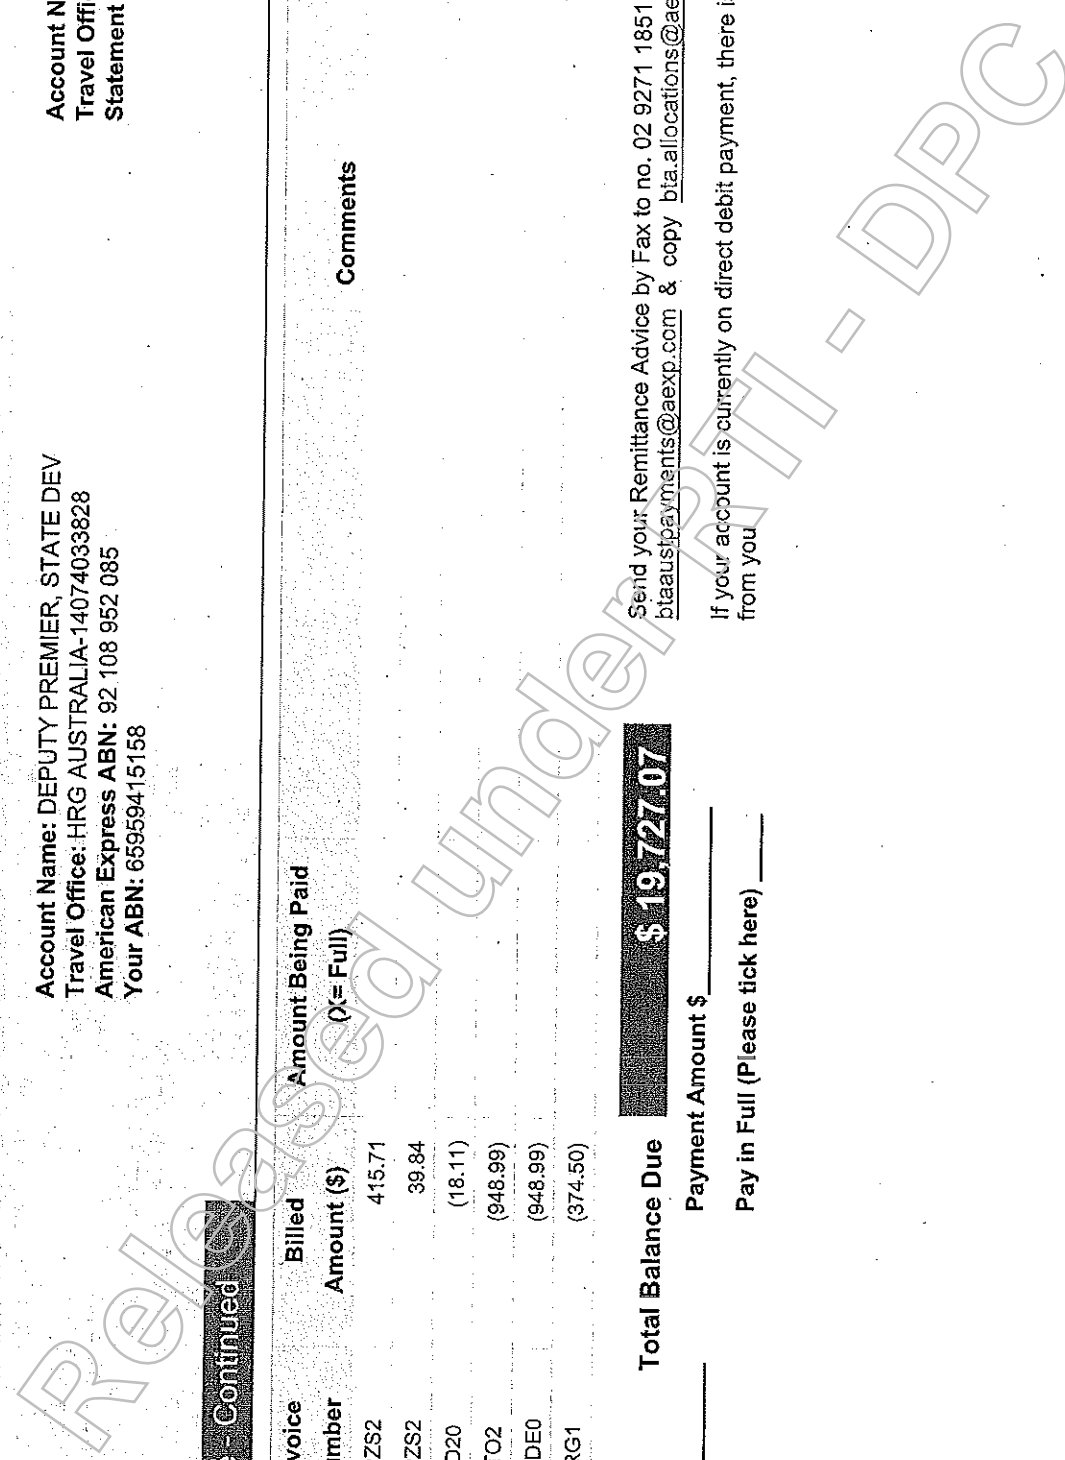 Account Name: DEPUTY PREMIER, STATE DEV
Travel Office: HRG AUSTRALIA-14074033828
American Express ABN: 92 108 952 085
Your ABN: 65959415158
Account N
Travel Offi
Statement
- Continued
voice Billed Amount Being Paid
mber Amount ($) (X= Full) Comments
ZS2 415.71
ZS2 39.84
D20 (18.11)
TO2 (948.99)
DE0 (948.99)
RG1 (374.50)
Total Balance Due $ 19,727.07
Payment Amount $
Pay in Full (Please tick here)
Send your Remittance Advice by Fax to no. 02 9271 1851
btaaustpayments@aexp.com & copy bta.allocations@ae
If your account is currently on direct debit payment, there i
from you
Released under RTI - DPC